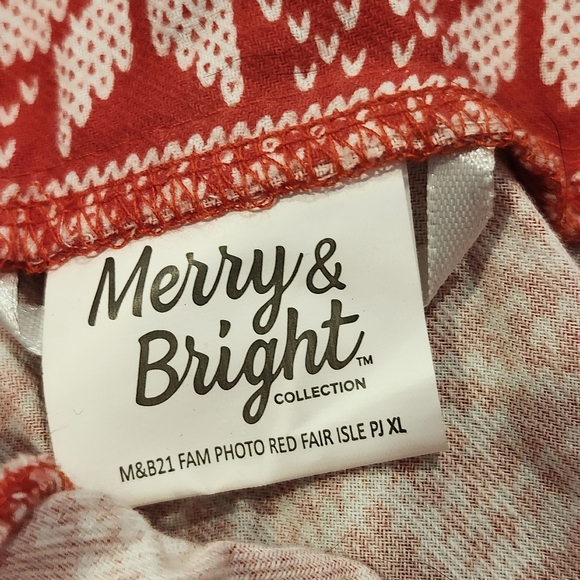 Merry &
Bright™
COLLECTION
M&B21 FAM PHOTO RED FAIR ISLE PJ XL